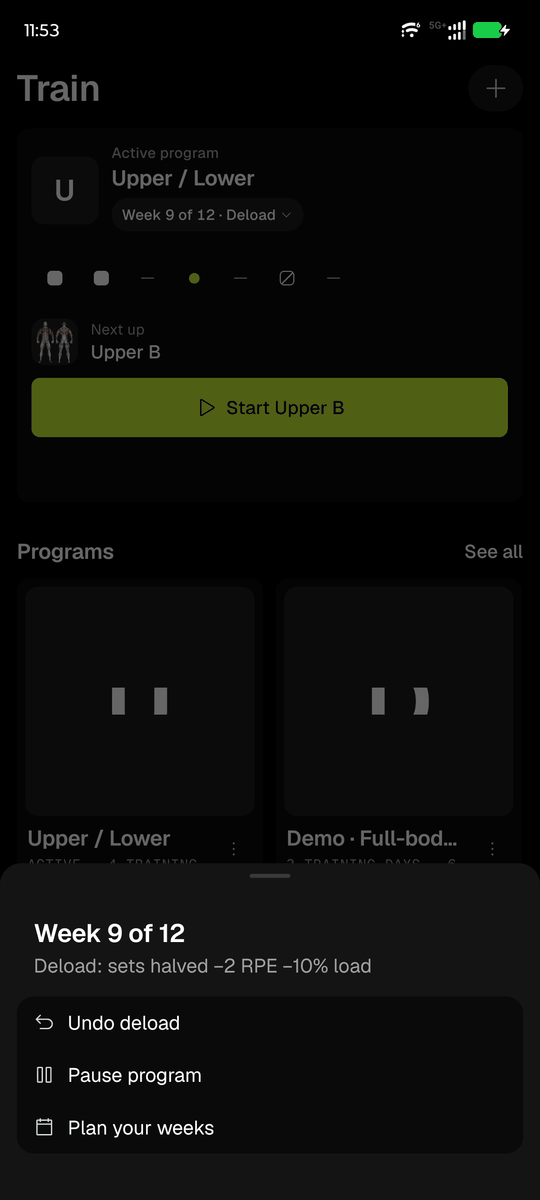 11:53
5G+
Train
Active program
U
Upper / Lower
Week 9 of 12 · Deload
Next up
Upper B
Start Upper B
Programs
See all
Upper / Lower
Demo · Full-bod...
Week 9 of 12
Deload: sets halved −2 RPE −10% load
Undo deload
Pause program
Plan your weeks